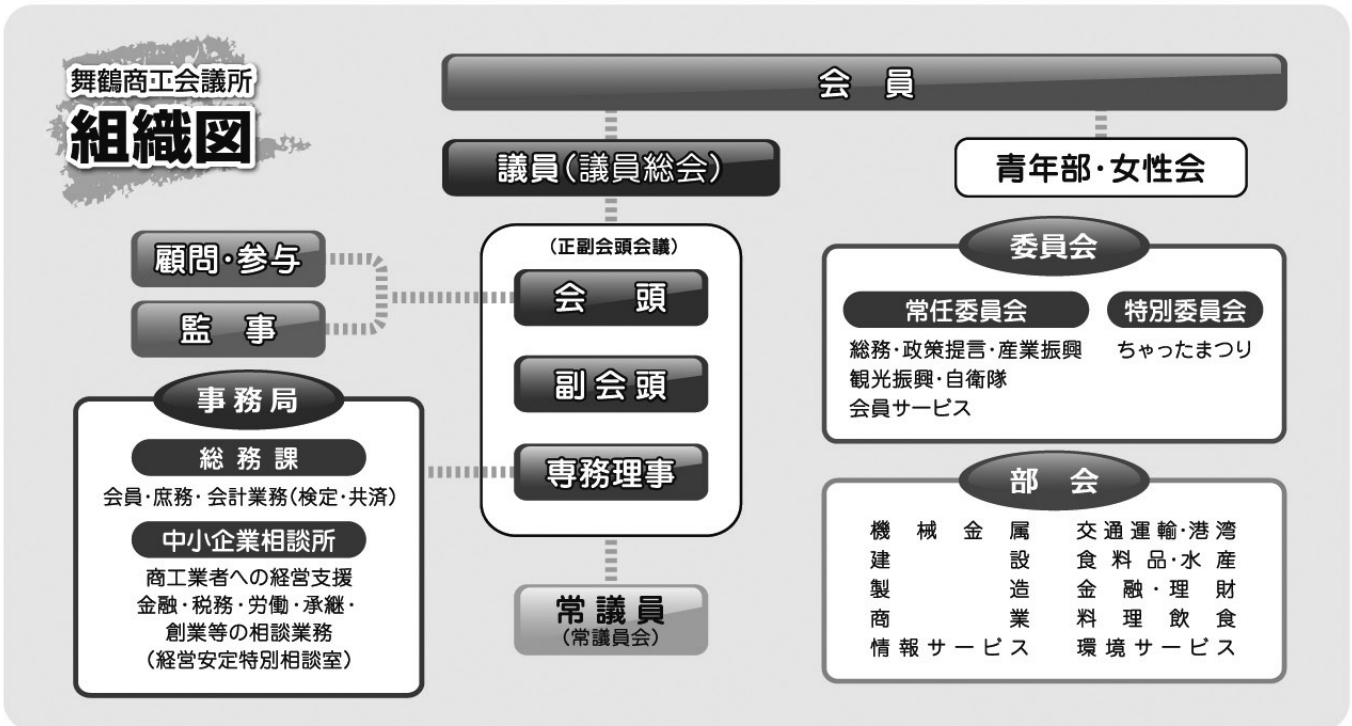 舞鶴商工会議所
組織図
会員
議員(議員総会)
青年部・女性会
顧問・参与
監事
(正副会頭会議)
会頭
副会頭
専務理事
常議員
(常議員会)
事務局
総務課
会員・庶務・会計業務(検定・共済)
中小企業相談所
商工業者への経営支援
金融・税務・労働・承継・
創業等の相談業務
(経営安定特別相談室)
委員会
常任委員会
総務・政策提言・産業振興
観光振興・自衛隊
会員サービス
特別委員会
ちゃったまつり
部会
機械金属
建設
製造
商業
情報サービス
交通運輸・港湾
食料品・水産
金融・理財
料理飲食
環境サービス